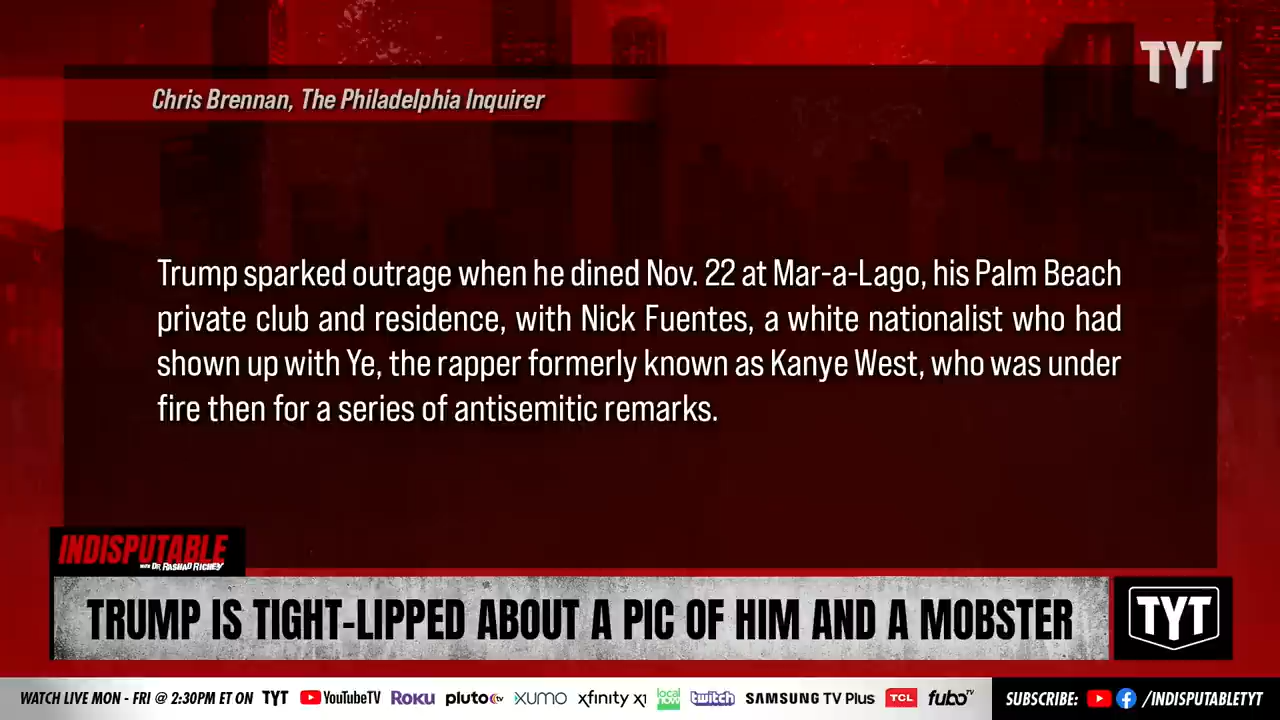 TYT
Chris Brennan, The Philadelphia Inquirer
Trump sparked outrage when he dined Nov. 22 at Mar-a-Lago, his Palm Beach
private club and residence, with Nick Fuentes, a white nationalist who had
shown up with Ye, the rapper formerly known as Kanye West, who was under
fire then for a series of antisemitic remarks.
INDISPUTABLE
WITH DR. RASHAD RICHEY
TRUMP IS TIGHT-LIPPED ABOUT A PIC OF HIM AND A MOBSTER
TYT
WATCH LIVE MON - FRI @ 2:30PM ET ON TYT YouTubeTV ROKU pluto tv XUMO xfinity x1 local now twitch SAMSUNG TV Plus TCL fubo TV SUBSCRIBE: /INDISPUTABLETYT